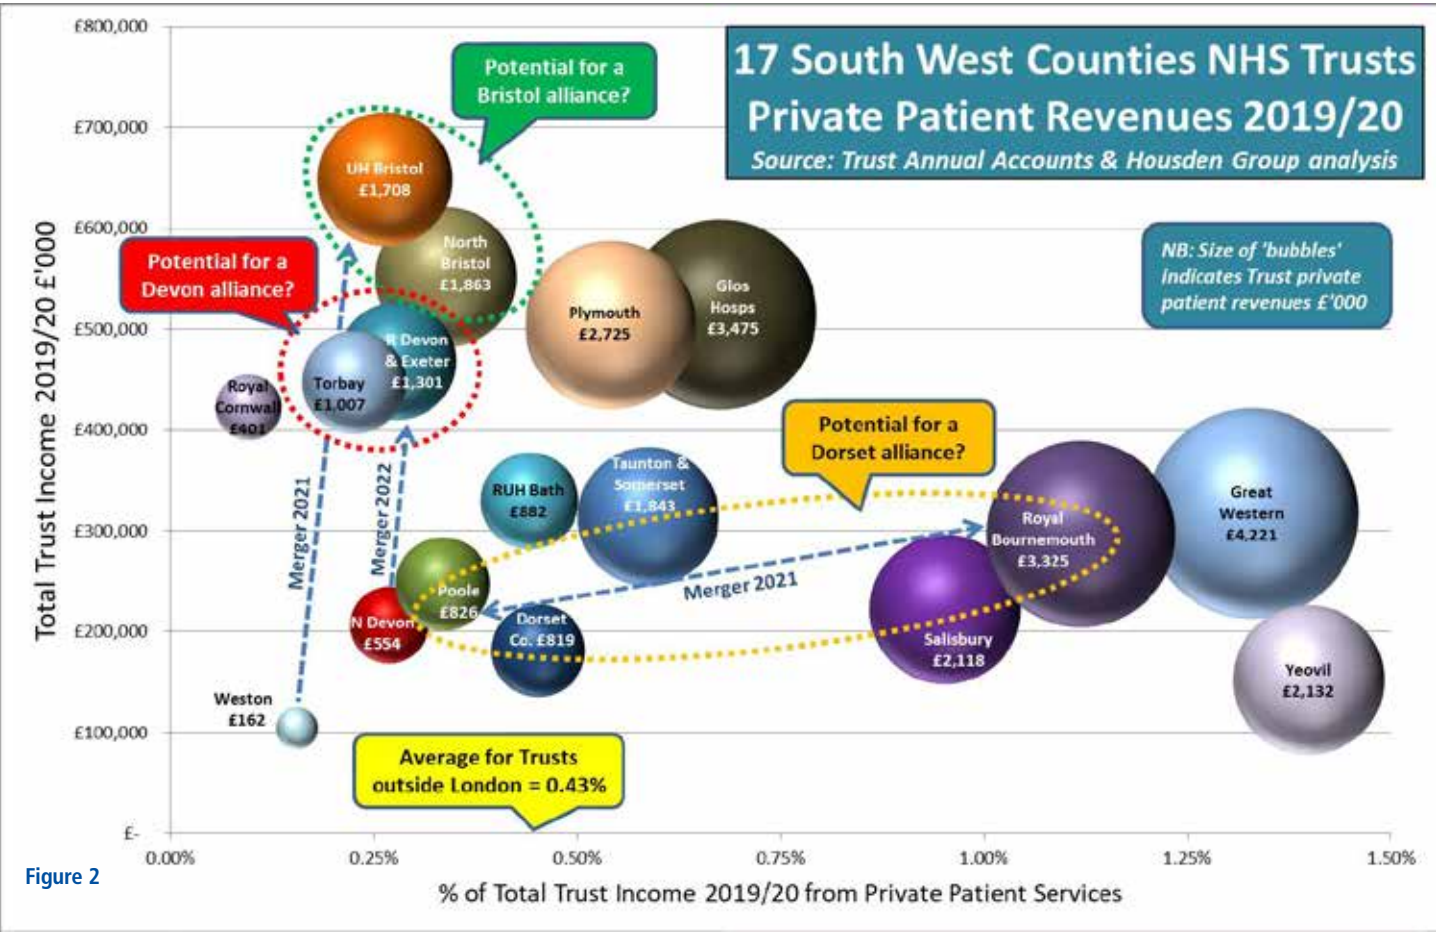 17 South West Counties NHS Trusts
Private Patient Revenues 2019/20
Source: Trust Annual Accounts & Housden Group analysis
NB: Size of 'bubbles'
indicates Trust private
patient revenues £'000
Total Trust Income 2019/20 £'000
£800,000
£700,000
£600,000
£500,000
£400,000
£300,000
£200,000
£100,000
£-
Potential for a
Bristol alliance?
UH Bristol
£1,708
North
Bristol
£1,863
Potential for a
Devon alliance?
R Devon
& Exeter
£1,301
Torbay
£1,007
Royal
Cornwall
£401
Plymouth
£2,725
Glos
Hosps
£3,475
Potential for a
Dorset alliance?
Taunton &
Somerset
£1,843
RUH Bath
£882
Royal
Bournemouth
£3,325
Great
Western
£4,221
Merger 2021
Merger 2022
Merger 2021
Poole
£826
N Devon
£554
Dorset
Co. £819
Salisbury
£2,118
Yeovil
£2,132
Weston
£162
Average for Trusts
outside London = 0.43%
0.00%
0.25%
0.50%
0.75%
1.00%
1.25%
1.50%
% of Total Trust Income 2019/20 from Private Patient Services
Figure 2